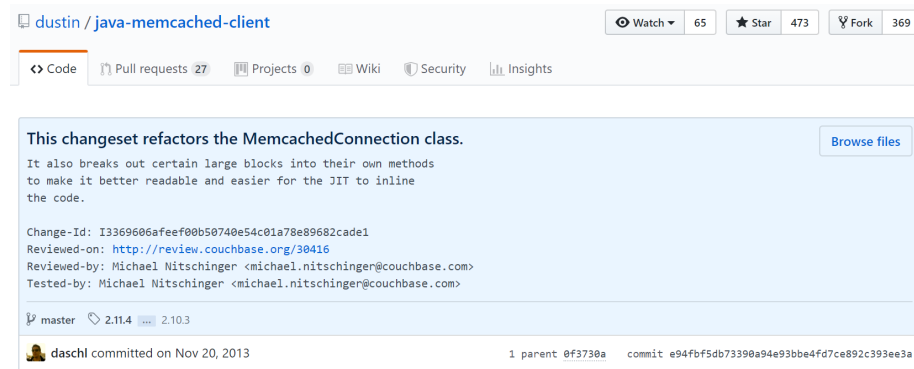 dustin / java-memcached-client
Watch 65 Star 473 Fork 369
Code Pull requests 27 Projects 0 Wiki Security Insights
This changeset refactors the MemcachedConnection class.
Browse files
It also breaks out certain large blocks into their own methods
to make it better readable and easier for the JIT to inline
the code.
Change-Id: I3369606afeef00b50740e54c01a78e89682cade1
Reviewed-on: http://review.couchbase.org/30416
Reviewed-by: Michael Nitschinger <michael.nitschinger@couchbase.com>
Tested-by: Michael Nitschinger <michael.nitschinger@couchbase.com>
master 2.11.4 ... 2.10.3
daschl committed on Nov 20, 2013 1 parent 0f3730a commit e94fbf5db73390a94e93bbe4fd7ce892c393ee3a